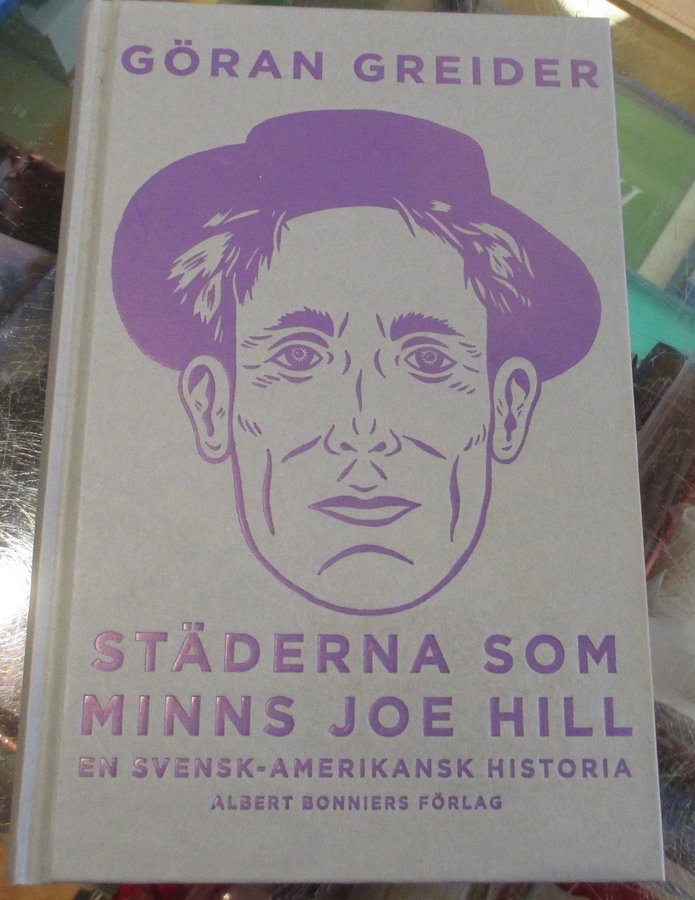 GÖRAN GREIDER
STÄDERNA SOM
MINNS JOE HILL
EN SVENSK-AMERIKANSK HISTORIA
ALBERT BONNIERS FÖRLAG